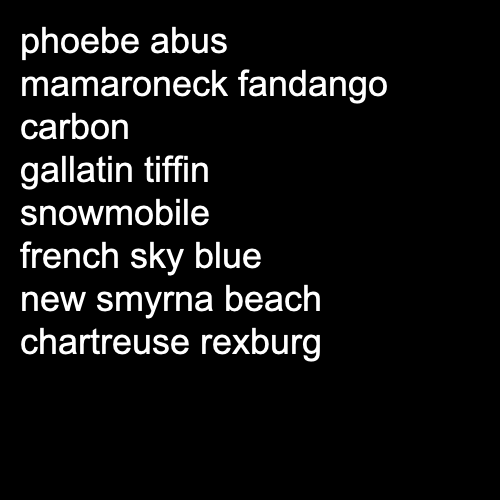 phoebe abus
mamaroneck fandango
carbon
gallatin tiffin
snowmobile
french sky blue
new smyrna beach
chartreuse rexburg